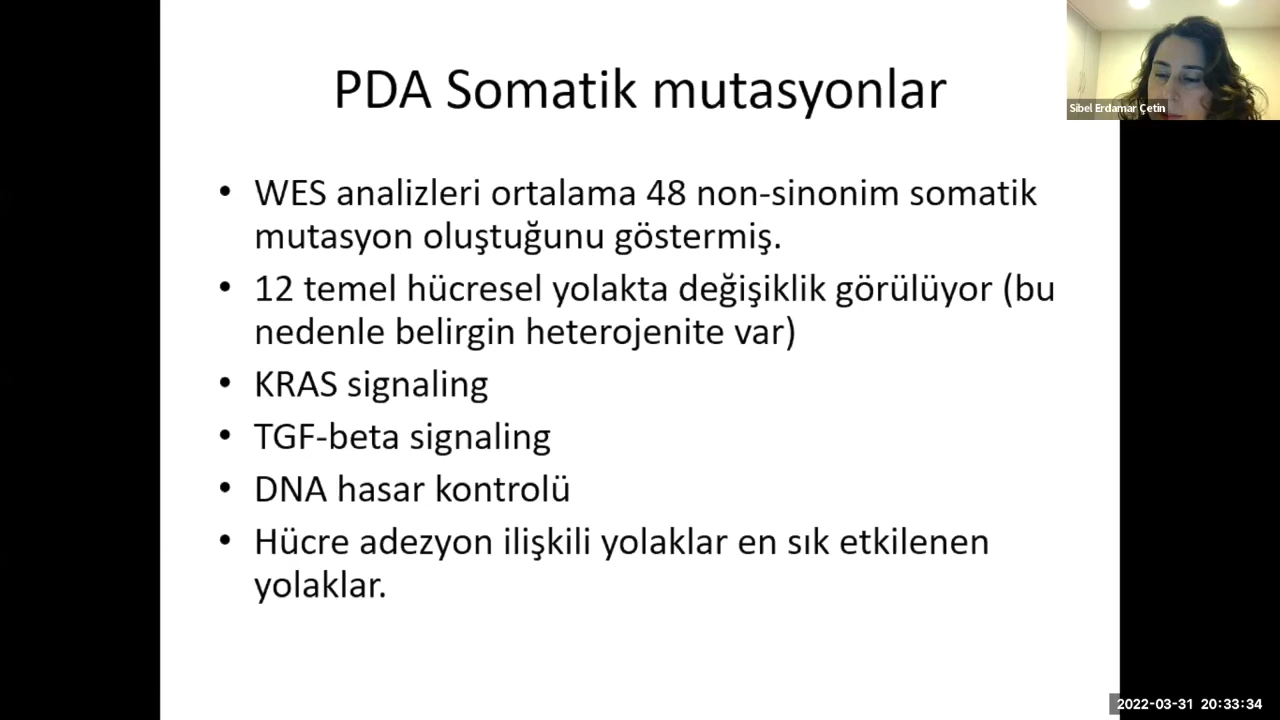 PDA Somatik mutasyonlar
Sibel Erdamar Çetin
• WES analizleri ortalama 48 non-sinonim somatik
mutasyon oluştuğunu göstermiş.
• 12 temel hücresel yolakta değişiklik görülüyor (bu
nedenle belirgin heterojenite var)
• KRAS signaling
• TGF-beta signaling
• DNA hasar kontrolü
• Hücre adezyon ilişkili yolaklar en sık etkilenen
yolaklar.
2022-03-31 20:33:34